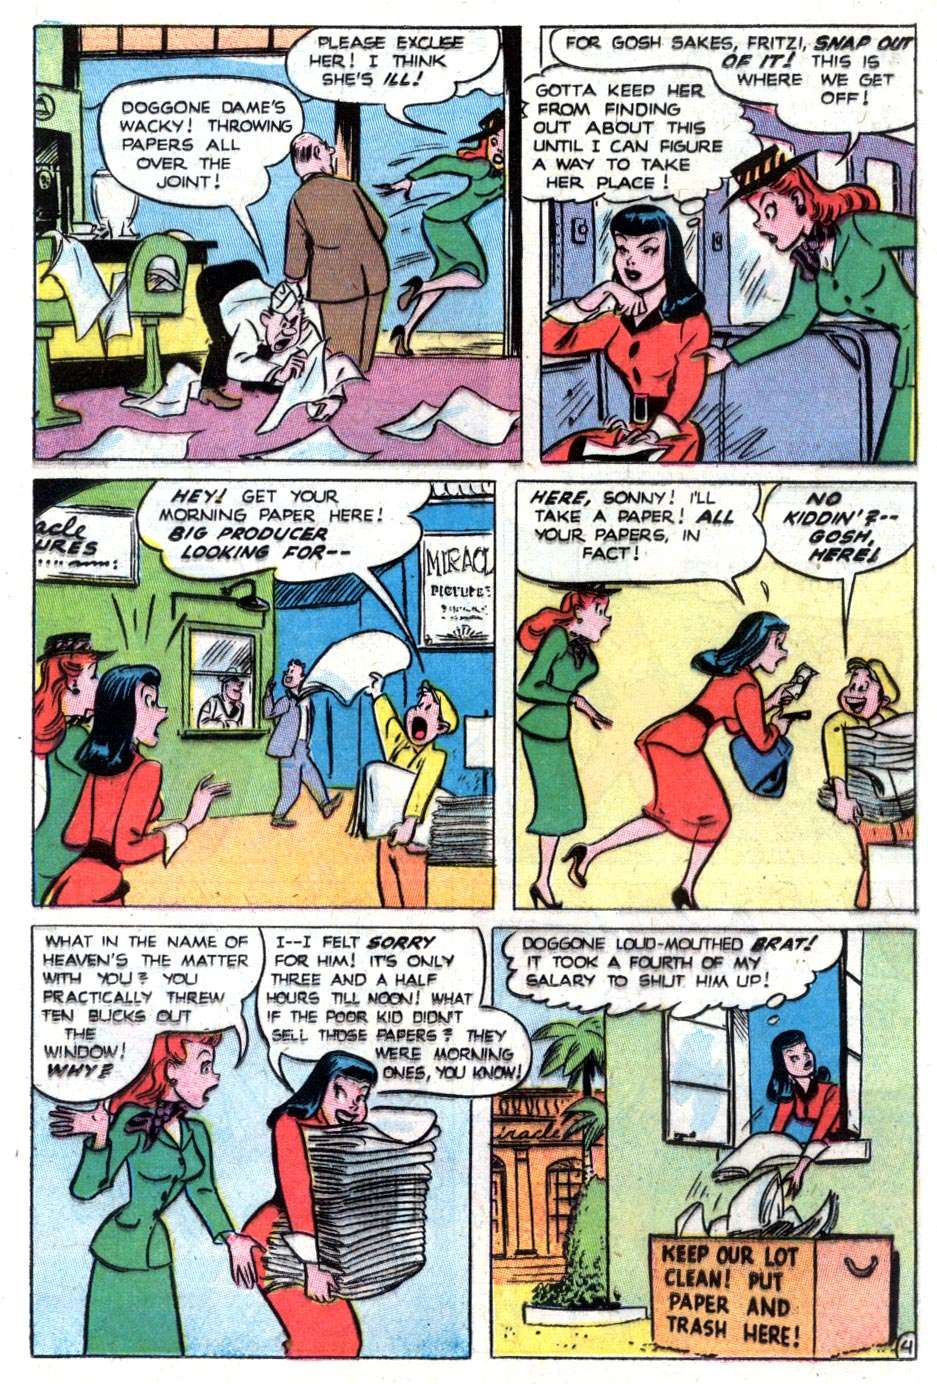 PLEASE EXCUSE
HER! I THINK
SHE'S ILL!
DOGGONE DAME'S
WACKY! THROWING
PAPERS ALL
OVER THE
JOINT!
FOR GOSH SAKES, FRITZI, SNAP OUT
OF IT! THIS IS
WHERE WE GET
OFF!
GOTTA KEEP HER
FROM FINDING
OUT ABOUT THIS
UNTIL I CAN FIGURE
A WAY TO TAKE
HER PLACE!
acle
URES
HEY! GET YOUR
MORNING PAPER HERE!
BIG PRODUCER
LOOKING FOR--
MIRACL
PICTURES
HERE, SONNY! I'LL
TAKE A PAPER! ALL
YOUR PAPERS, IN
FACT!
NO
KIDDIN'?--
GOSH,
HERE!
WHAT IN THE NAME OF
HEAVEN'S THE MATTER
WITH YOU? YOU
PRACTICALLY THREW
TEN BUCKS OUT
THE
WINDOW!
WHY?
I--I FELT SORRY
FOR HIM! IT'S ONLY
THREE AND A HALF
HOURS TILL NOON! WHAT
IF THE POOR KID DIDN'T
SELL THOSE PAPERS? THEY
WERE MORNING
ONES, YOU KNOW!
DOGGONE LOUD-MOUTHED BRAT!
IT TOOK A FOURTH OF MY
SALARY TO SHUT HIM UP!
miracle
KEEP OUR LOT
CLEAN! PUT
PAPER AND
TRASH HERE!
4